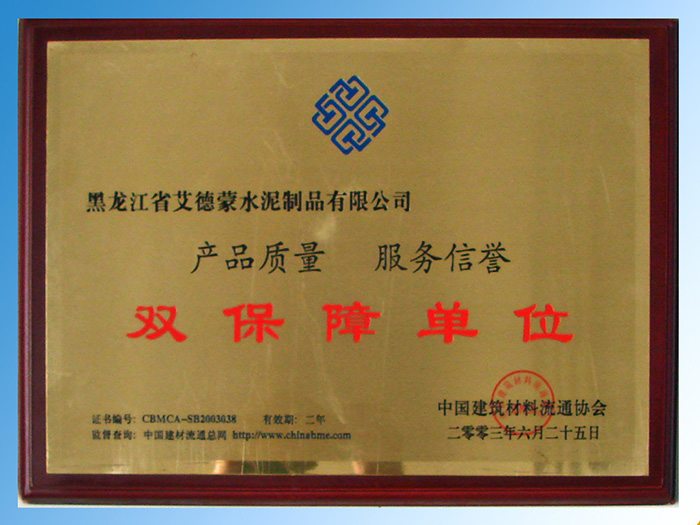 黑龙江省艾德蒙水泥制品有限公司
产品质量 服务信誉
双保障单位
证书编号: CBMCA-SB2003038 有效期: 二年
监督查询: 中国建材流通总网 http://www.chinabme.com
中国建筑材料流通协会
二零零三年六月二十五日